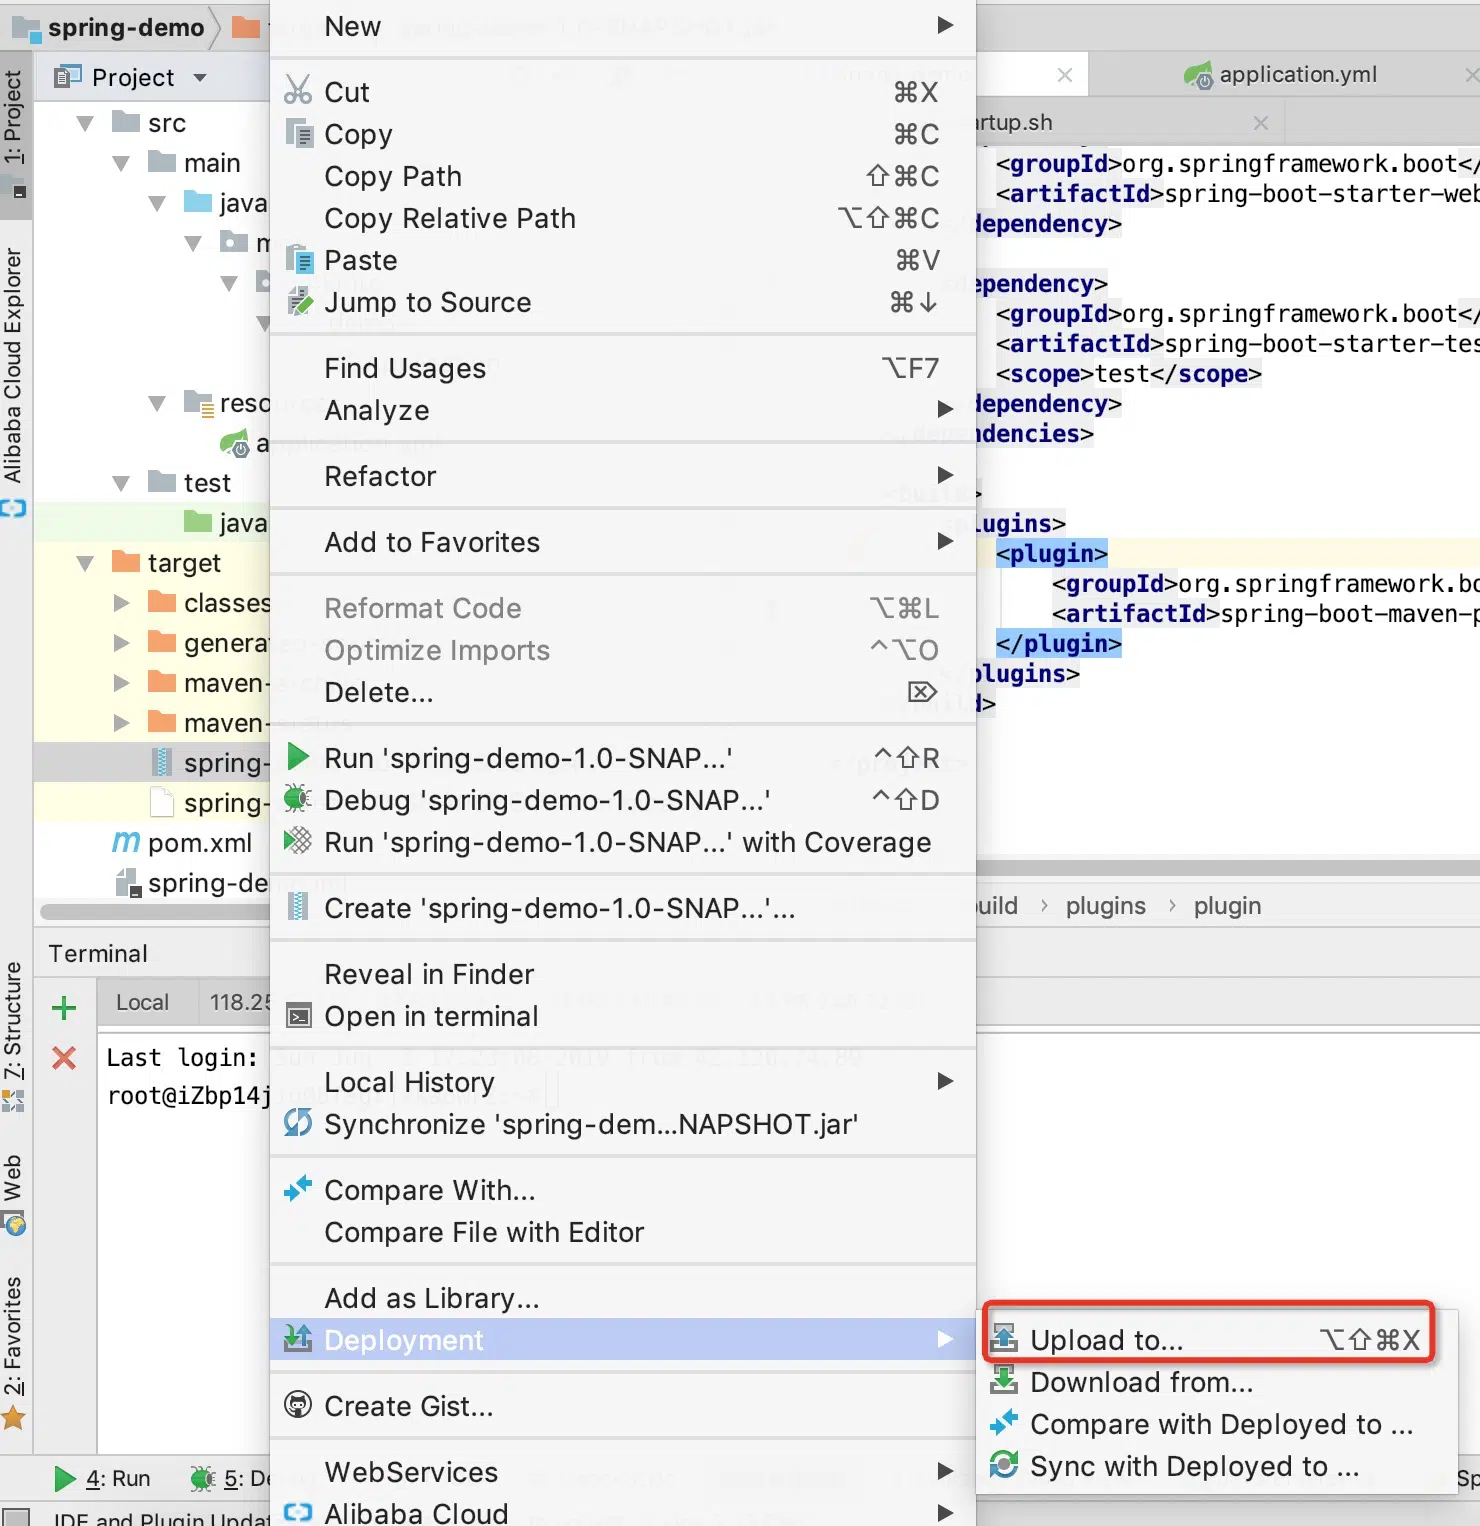 spring-demo
Project
application.yml
artup.sh
1: Project
Alibaba Cloud Explorer
7: Structure
Web
2: Favorites
src
main
java
m
reso
a
test
java
target
classes
genera
maven-
maven-
spring-
spring-
pom.xml
spring-de
New
Cut ⌘X
Copy ⌘C
Copy Path ⇧⌘C
Copy Relative Path ⌥⇧⌘C
Paste ⌘V
Jump to Source ⌘↓
Find Usages ⌥F7
Analyze
Refactor
Add to Favorites
Reformat Code ⌥⌘L
Optimize Imports ^⌥O
Delete... ⌦
Run 'spring-demo-1.0-SNAP...' ^⇧R
Debug 'spring-demo-1.0-SNAP...' ^⇧D
Run 'spring-demo-1.0-SNAP...' with Coverage
Create 'spring-demo-1.0-SNAP...'...
Reveal in Finder
Open in terminal
Local History
Synchronize 'spring-dem...NAPSHOT.jar'
Compare With...
Compare File with Editor
Add as Library...
Deployment
Create Gist...
WebServices
Alibaba Cloud
Upload to... ⌥⇧⌘X
Download from...
Compare with Deployed to ...
Sync with Deployed to ...
<groupId>org.springframework.boot</
<artifactId>spring-boot-starter-web
dependency>
dependency>
<groupId>org.springframework.boot</
<artifactId>spring-boot-starter-tes
<scope>test</scope>
dependency>
ndencies>
plugins>
<plugin>
<groupId>org.springframework.bo
<artifactId>spring-boot-maven-p
</plugin>
plugins>
d>
uild › plugins › plugin
Terminal
Local 118.25
Last login:
root@iZbp14j
4: Run 5: De
Sp
IDE and Plugin Updat